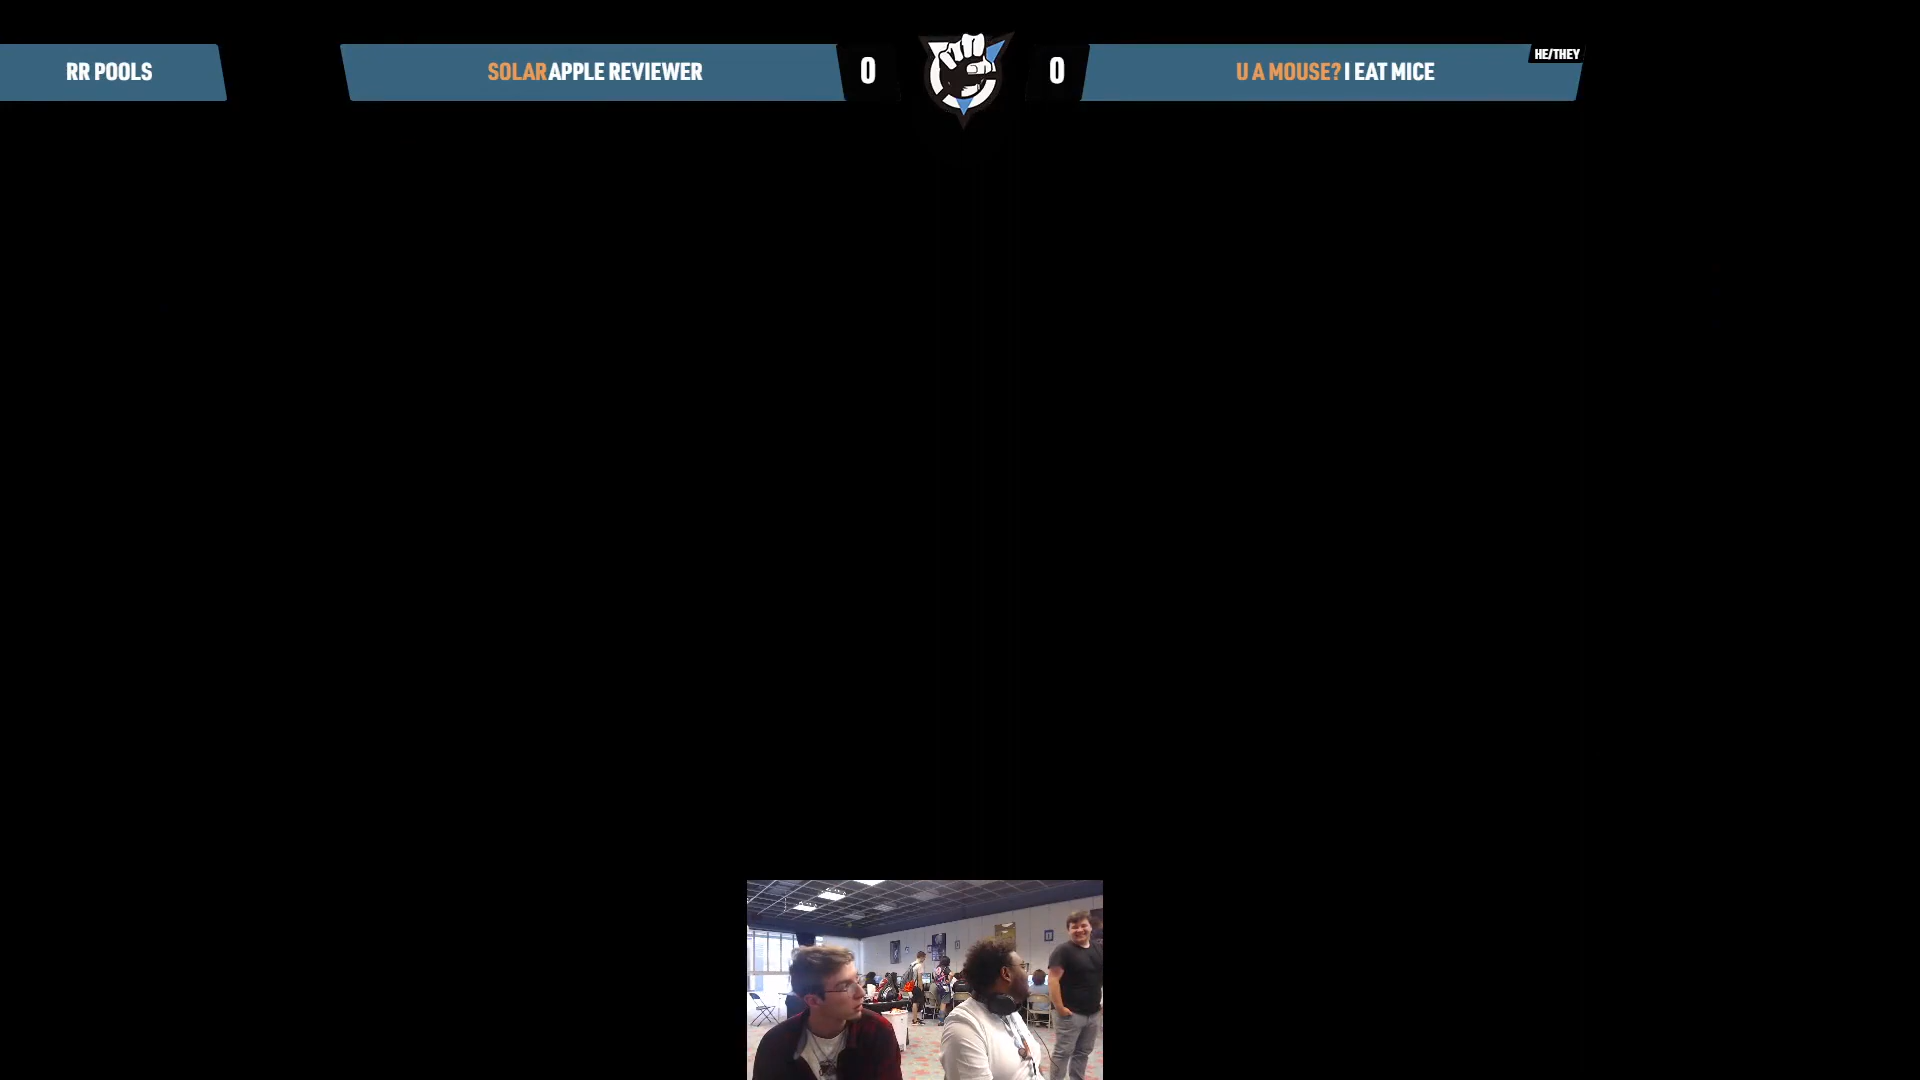 RR POOLS
SOLAR APPLE REVIEWER
0
0
U A MOUSE? I EAT MICE
HE/THEY